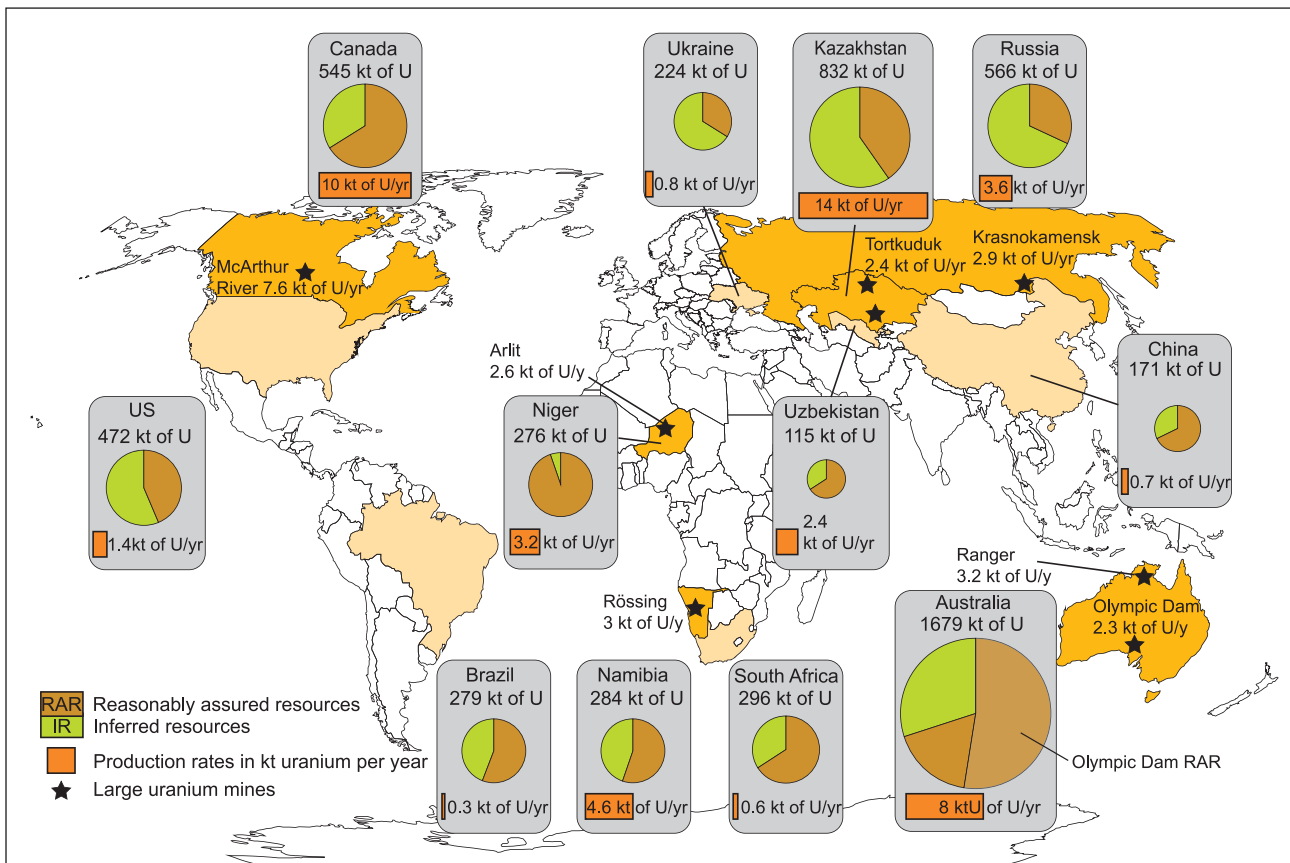 Canada
545 kt of U
10 kt of U/yr
Ukraine
224 kt of U
0.8 kt of U/yr
Kazakhstan
832 kt of U
14 kt of U/yr
Russia
566 kt of U
3.6 kt of U/yr
McArthur
River 7.6 kt of U/yr
Tortkuduk
2.4 kt of U/yr
Krasnokamensk
2.9 kt of U/yr
Arlit
2.6 kt of U/y
China
171 kt of U
0.7 kt of U/yr
US
472 kt of U
1.4kt of U/yr
Niger
276 kt of U
3.2 kt of U/yr
Uzbekistan
115 kt of U
2.4
kt of U/yr
Ranger
3.2 kt of U/y
Rössing
3 kt of U/y
Australia
1679 kt of U
8 ktU of U/yr
Olympic Dam
2.3 kt of U/y
Olympic Dam RAR
Brazil
279 kt of U
0.3 kt of U/yr
Namibia
284 kt of U
4.6 kt of U/yr
South Africa
296 kt of U
0.6 kt of U/yr
RAR Reasonably assured resources
IR Inferred resources
Production rates in kt uranium per year
Large uranium mines